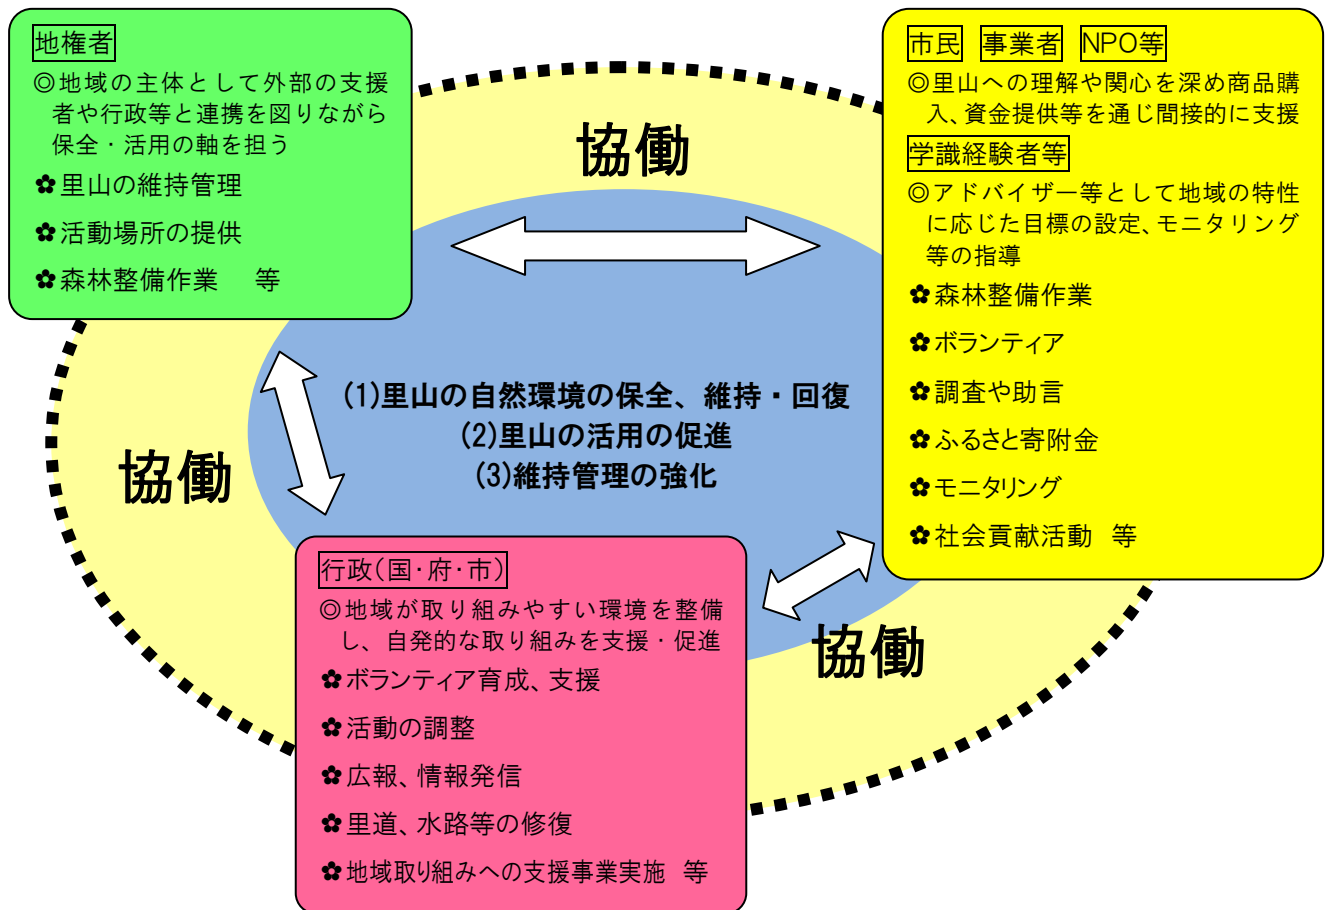 地権者
◎地域の主体として外部の支援
者や行政等と連携を図りながら
保全・活用の軸を担う
✿里山の維持管理
✿活動場所の提供
✿森林整備作業 等
市民 事業者 NPO等
◎里山への理解や関心を深め商品購
入、資金提供等を通じ間接的に支援
学識経験者等
◎アドバイザー等として地域の特性
に応じた目標の設定、モニタリング
等の指導
✿森林整備作業
✿ボランティア
✿調査や助言
✿ふるさと寄附金
✿モニタリング
✿社会貢献活動 等
協働
(1)里山の自然環境の保全、維持・回復
(2)里山の活用の促進
(3)維持管理の強化
協働
協働
行政(国・府・市)
◎地域が取り組みやすい環境を整備
し、自発的な取り組みを支援・促進
✿ボランティア育成、支援
✿活動の調整
✿広報、情報発信
✿里道、水路等の修復
✿地域取り組みへの支援事業実施 等